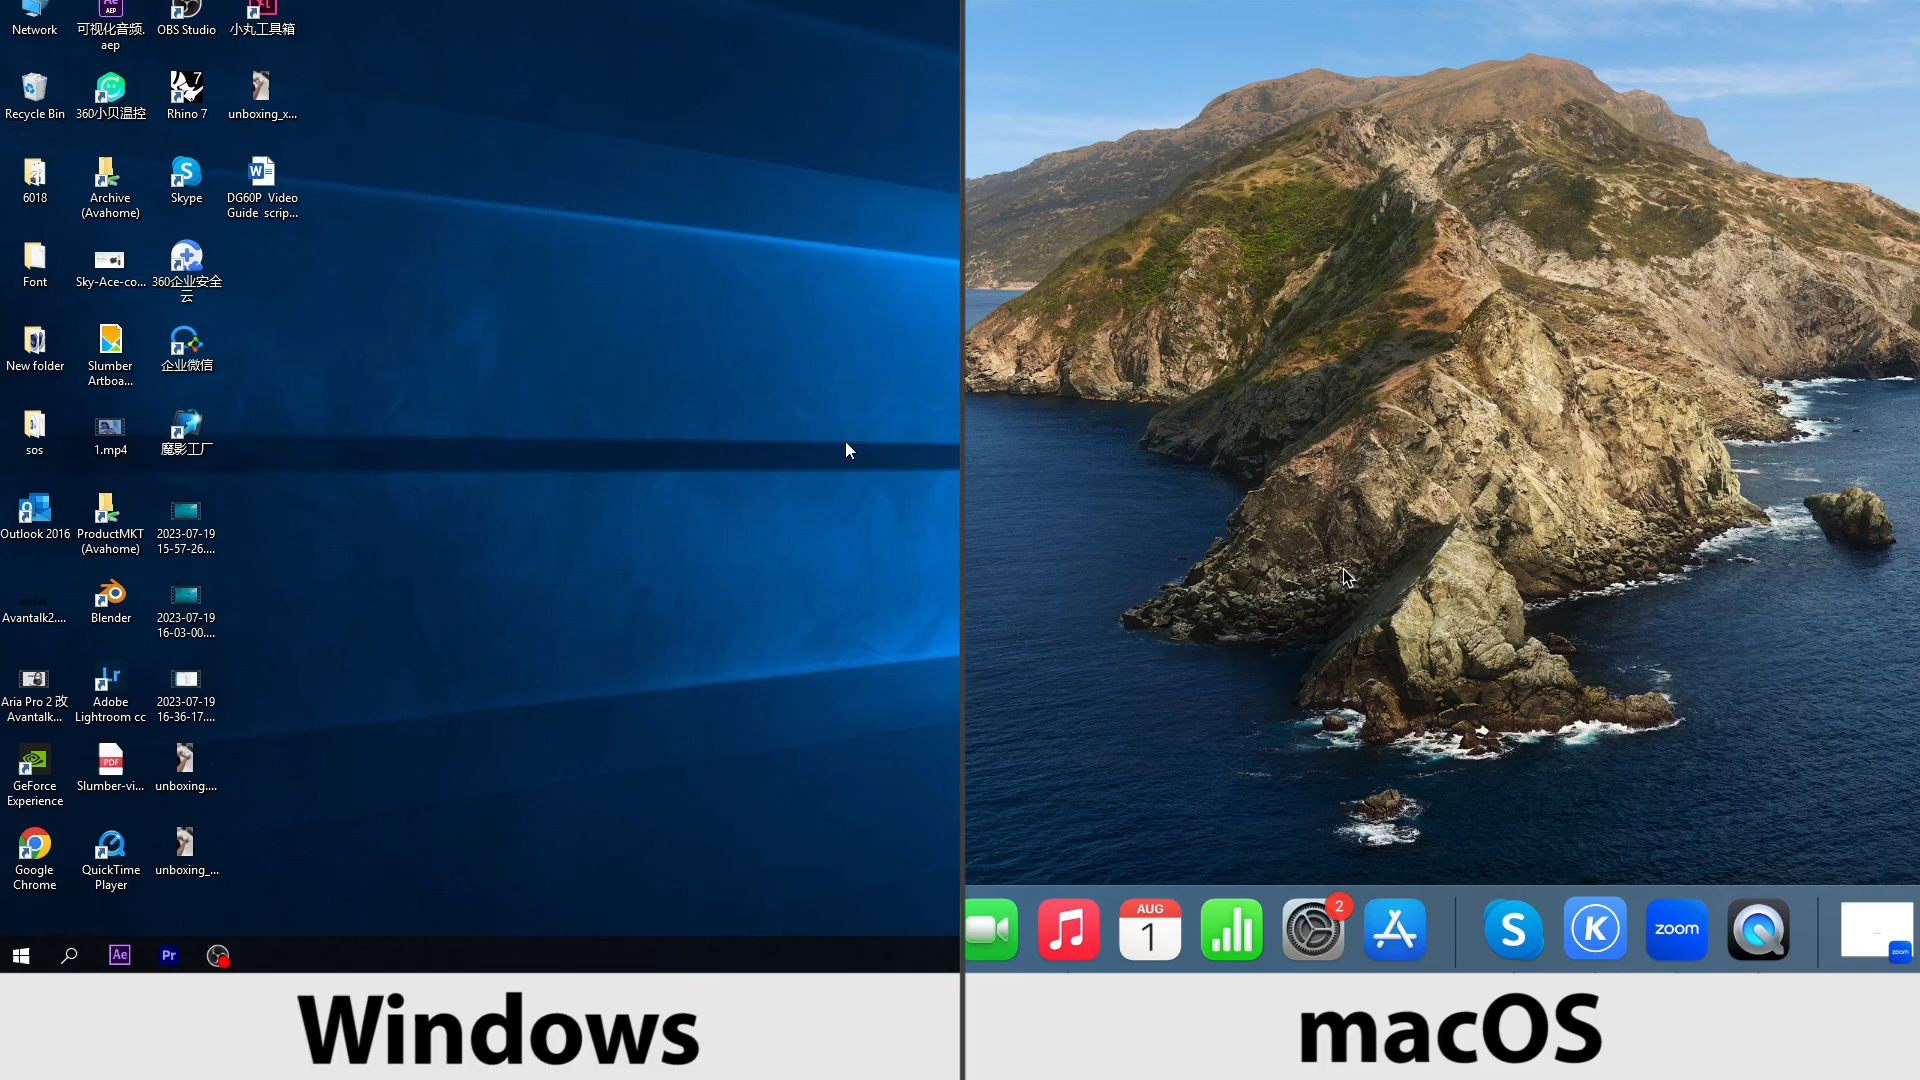 Network
可视化音频.
aep
OBS Studio
小丸工具箱
Recycle Bin
360小贝温控
7
Rhino 7
unboxing_x...
6018
Archive
(Avahome)
Skype
DG60P Video
Guide scrip...
Font
Sky-Ace-co...
360企业安全
云
New folder
Slumber
Artboa...
企业微信
sos
1.mp4
魔影工厂
Outlook 2016
ProductMKT
(Avahome)
2023-07-19
15-57-26....
Avantalk2....
Blender
2023-07-19
16-03-00....
Aria Pro 2 改
Avantalk...
Lr
Adobe
Lightroom cc
2023-07-19
16-36-17....
GeForce
Experience
PDF
Slumber-vi...
unboxing....
Google
Chrome
QuickTime
Player
unboxing_...
Ae
Pr
AUG
1
2
S
K
zoom
zoom
Windows
macOS